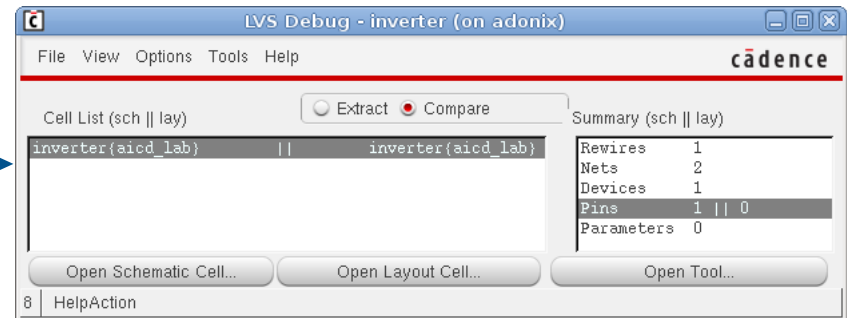 LVS Debug - inverter (on adonix)
File View Options Tools Help
cādence
Cell List (sch || lay)
Extract Compare
Summary (sch || lay)
inverter{aicd_lab} || inverter{aicd_lab}
Rewires 1
Nets 2
Devices 1
Pins 1 || 0
Parameters 0
Open Schematic Cell... Open Layout Cell... Open Tool...
8 HelpAction